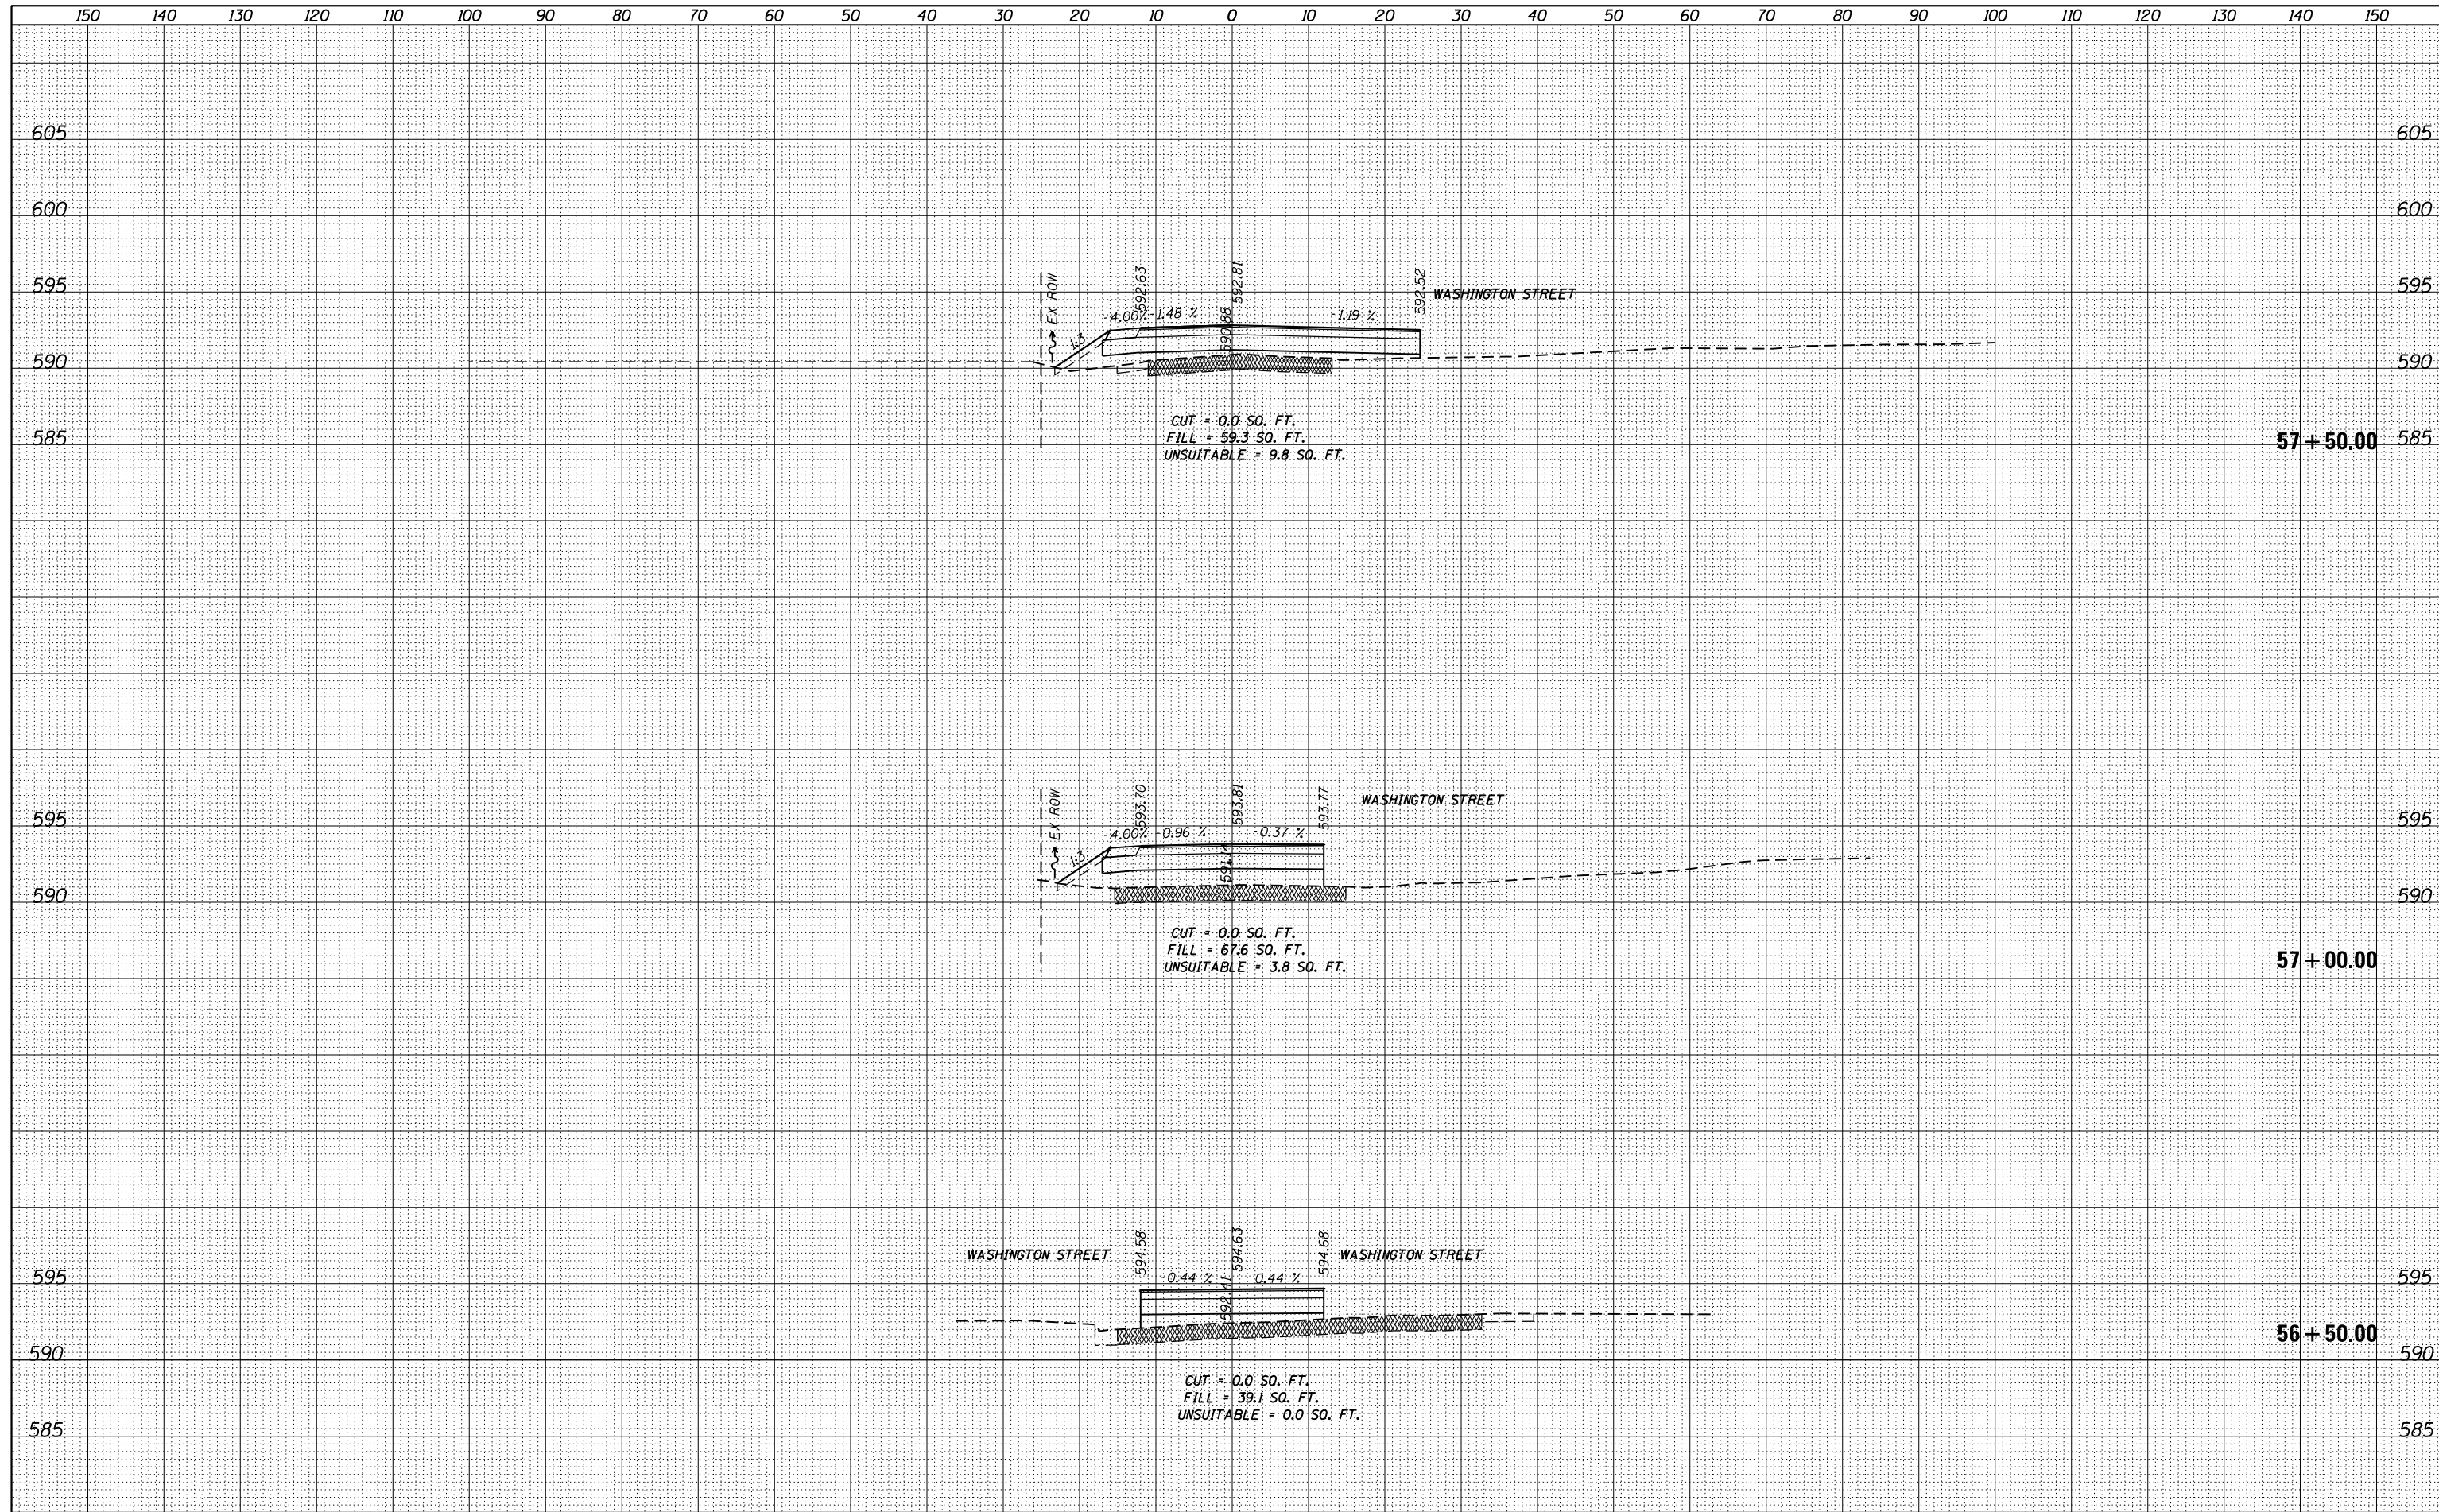 150 140 130 120 110 100 90 80 70 60 50 40 30 20 10 0 10 20 30 40 50 60 70 80 90 100 110 120 130 140 150
605 605
600 600
595 595
EX ROW
592.63
592.81
592.52
WASHINGTON STREET
-4.00% -1.48 % -1.19 %
1:3
590.88
590 590
CUT = 0.0 SQ. FT.
FILL = 59.3 SQ. FT.
UNSUITABLE = 9.8 SQ. FT.
585 57+50.00 585
EX ROW
593.70
593.81
593.77
WASHINGTON STREET
595 595
-4.00% -0.96 % -0.37 %
1:3
591.14
590 590
CUT = 0.0 SQ. FT.
FILL = 67.6 SQ. FT.
UNSUITABLE = 3.8 SQ. FT.
57+00.00
WASHINGTON STREET
594.58
594.63
594.68
WASHINGTON STREET
595 595
-0.44 % 0.44 %
592.41
56+50.00
590 590
CUT = 0.0 SQ. FT.
FILL = 39.1 SQ. FT.
UNSUITABLE = 0.0 SQ. FT.
585 585